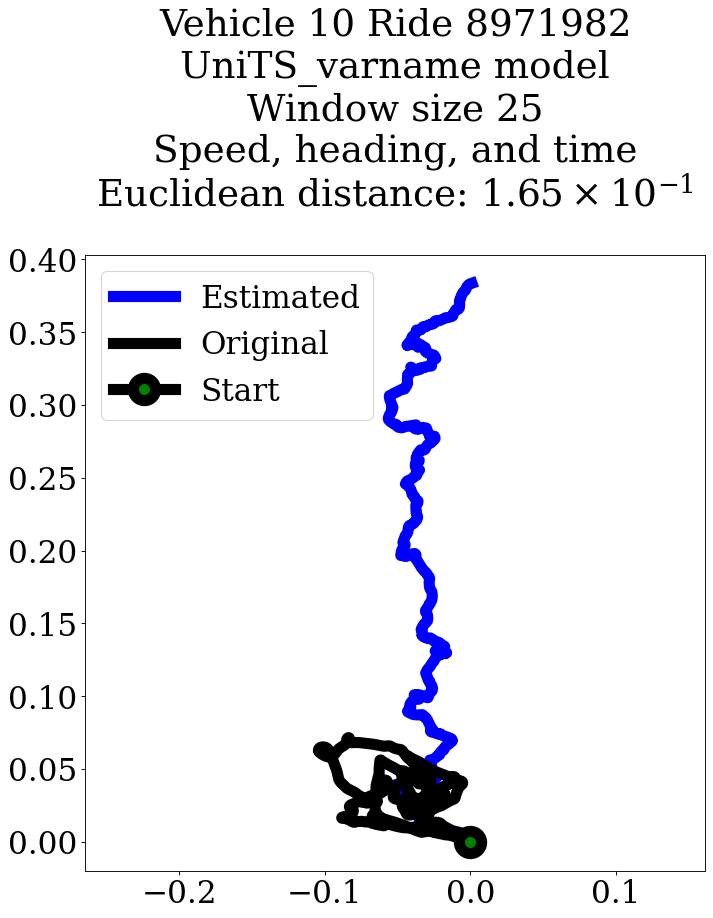 Vehicle 10 Ride 8971982
UniTS_varname model
Window size 25
Speed, heading, and time
Euclidean distance: 1.65 × 10⁻¹
0.40
Estimated
0.35
Original
0.30
Start
0.25
0.20
0.15
0.10
0.05
0.00
−0.2 −0.1 0.0 0.1